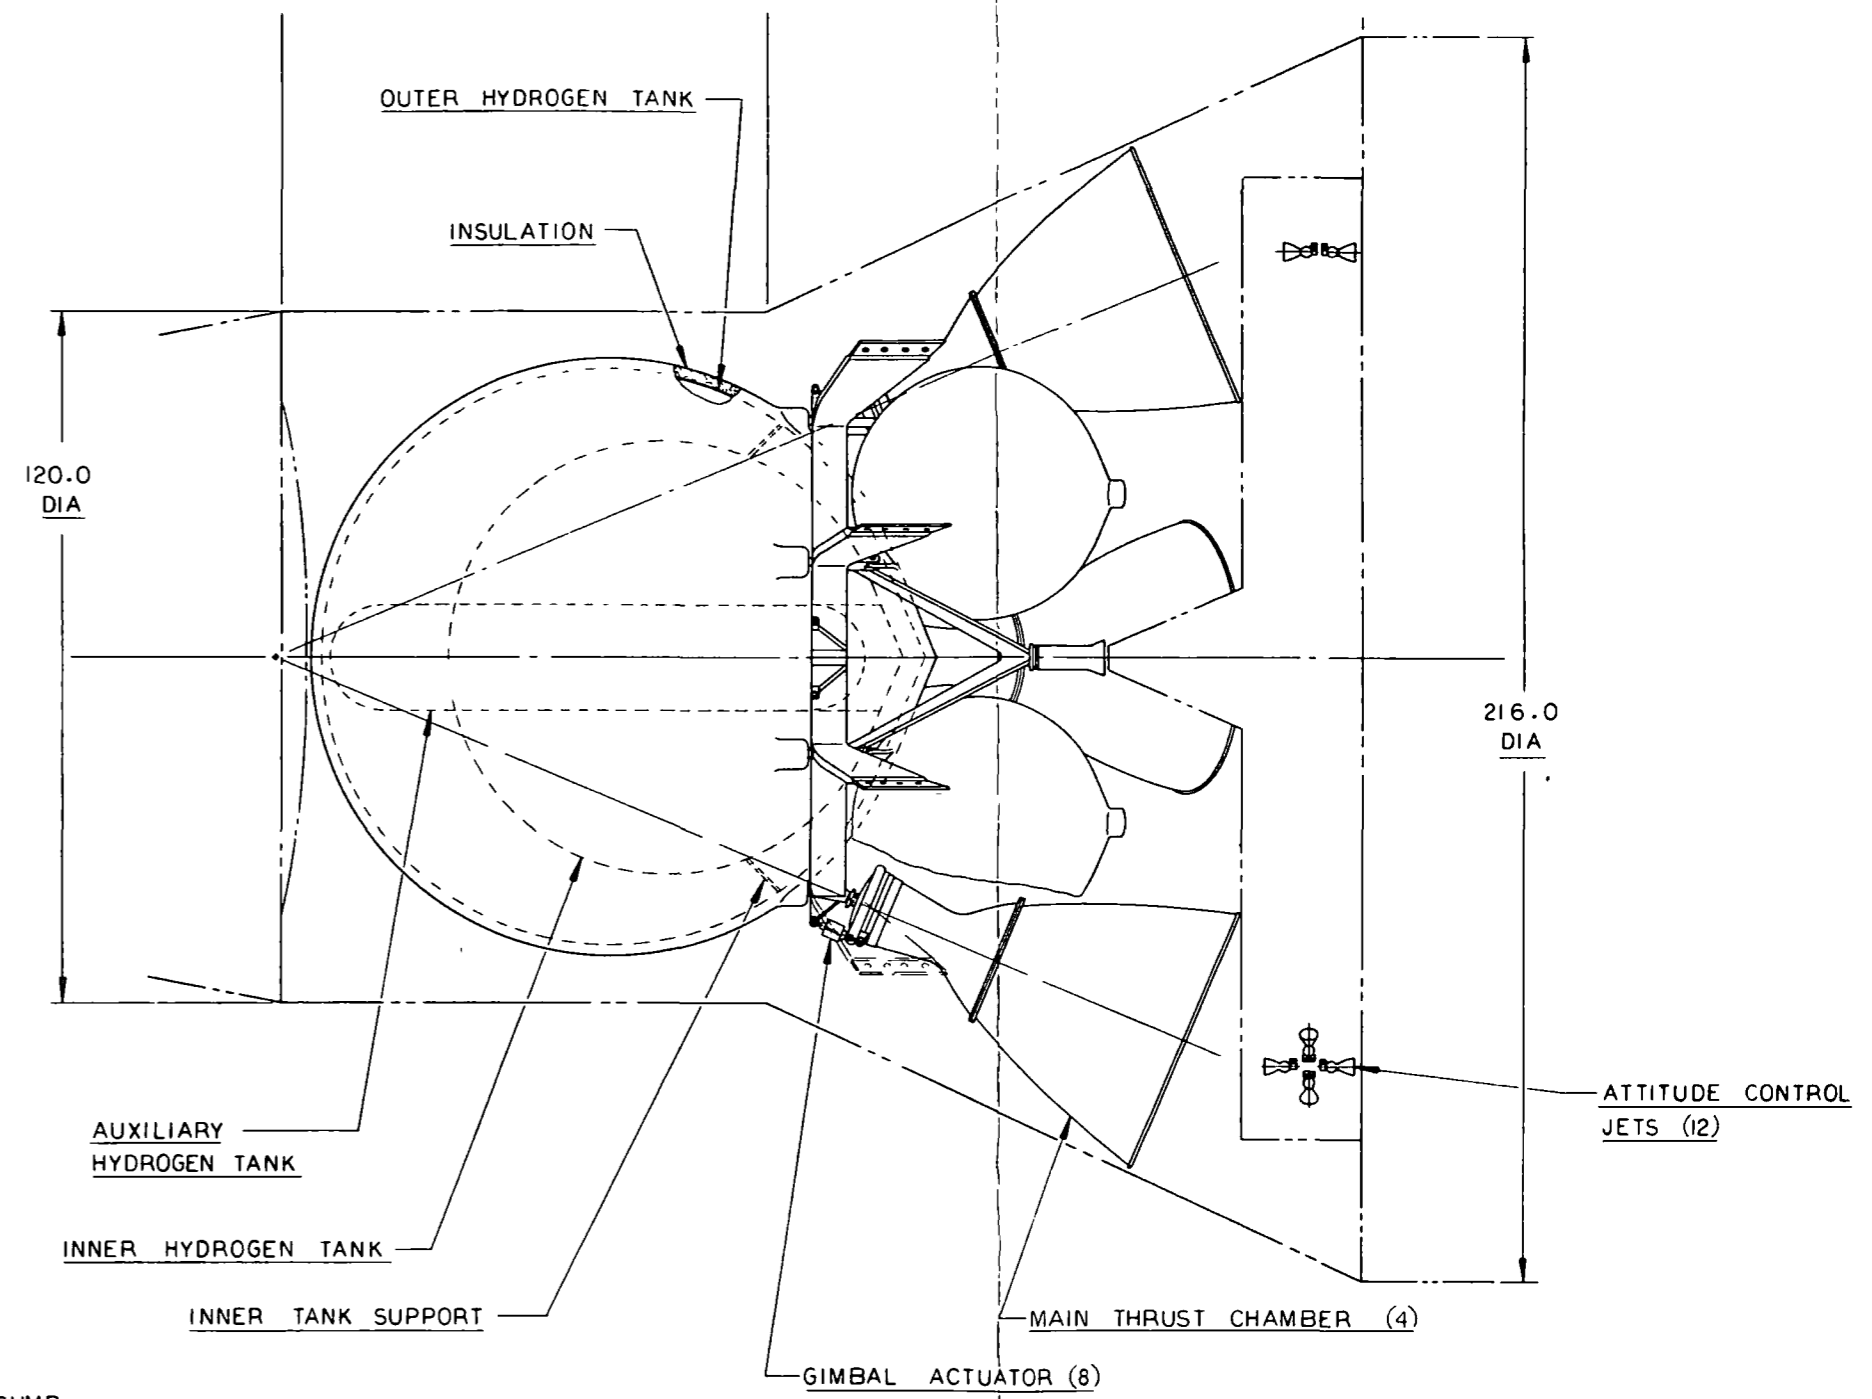 OUTER HYDROGEN TANK
INSULATION
120.0
DIA
216.0
DIA
ATTITUDE CONTROL
JETS (12)
AUXILIARY
HYDROGEN TANK
INNER HYDROGEN TANK
INNER TANK SUPPORT
MAIN THRUST CHAMBER (4)
GIMBAL ACTUATOR (8)